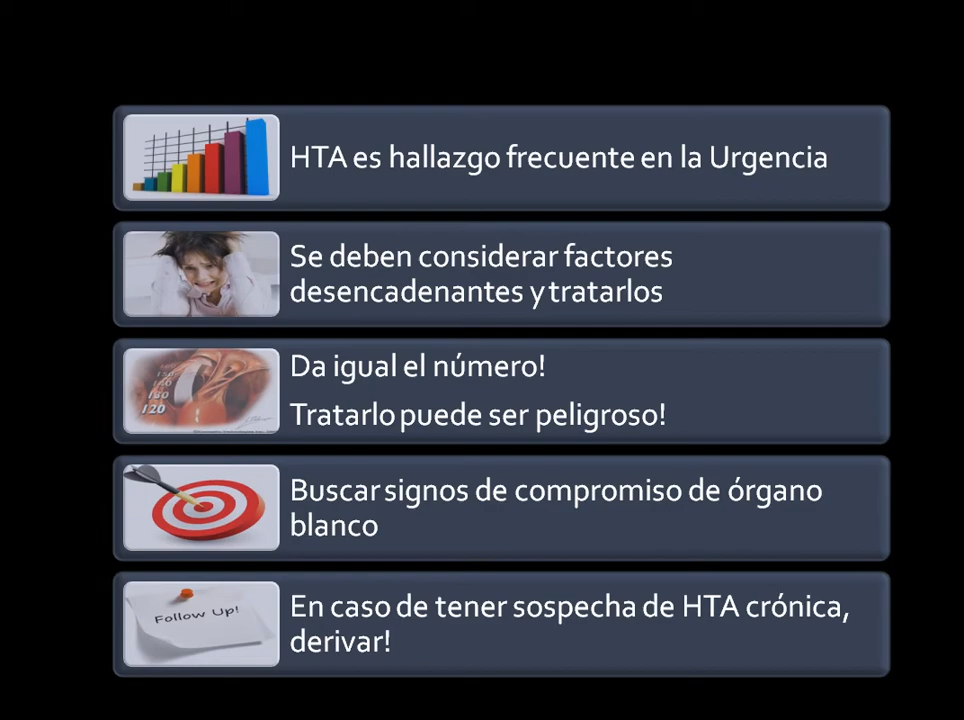 HTA es hallazgo frecuente en la Urgencia
Se deben considerar factores
desencadenantes y tratarlos
120
Da igual el número!
Tratarlo puede ser peligroso!
Buscar signos de compromiso de órgano
blanco
Follow Up!
En caso de tener sospecha de HTA crónica,
derivar!